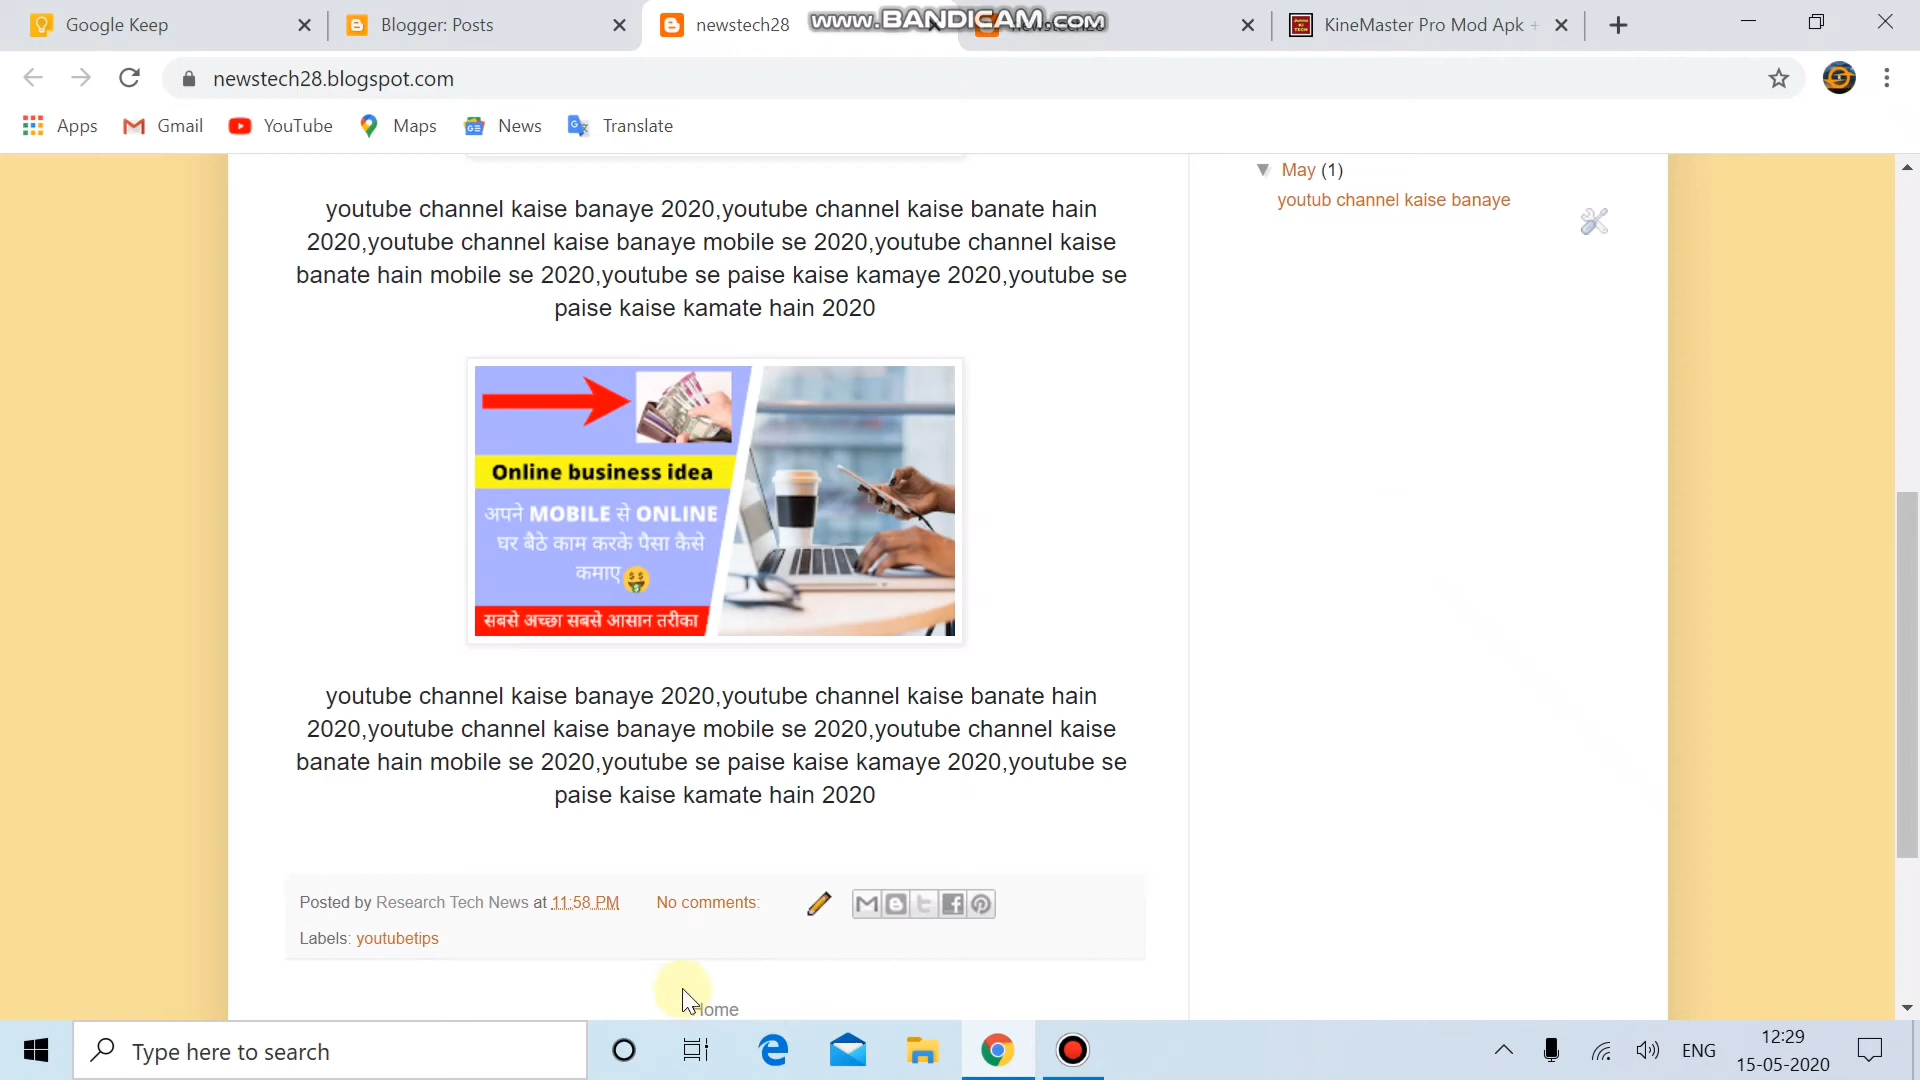 Google Keep
Blogger: Posts
newstech28
www.BANDICAM.com
newstech28
KineMaster Pro Mod Apk +
newstech28.blogspot.com
Apps
Gmail
YouTube
Maps
News
Translate
May (1)
youtub channel kaise banaye
youtube channel kaise banaye 2020,youtube channel kaise banate hain
2020,youtube channel kaise banaye mobile se 2020,youtube channel kaise
banate hain mobile se 2020,youtube se paise kaise kamaye 2020,youtube se
paise kaise kamate hain 2020
Online business idea
अपने MOBILE से ONLINE
घर बैठे काम करके पैसा कैसे
कमाए
सबसे अच्छा सबसे आसान तरीका
youtube channel kaise banaye 2020,youtube channel kaise banate hain
2020,youtube channel kaise banaye mobile se 2020,youtube channel kaise
banate hain mobile se 2020,youtube se paise kaise kamaye 2020,youtube se
paise kaise kamate hain 2020
Posted by Research Tech News at 11:58 PM
No comments:
Labels: youtubetips
Home
Type here to search
ENG
12:29
15-05-2020